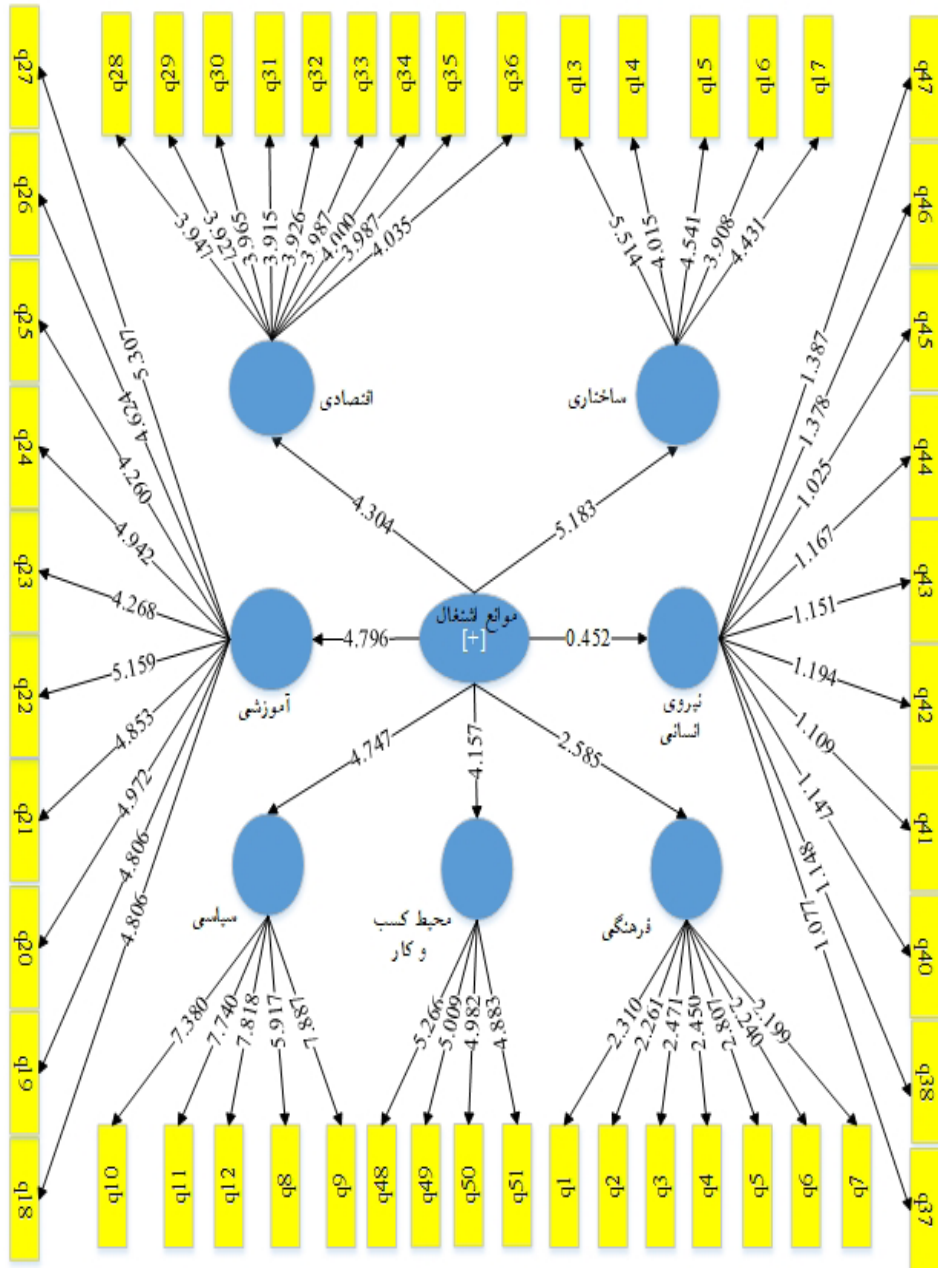 q27
q26
q25
q24
q23
q22
q21
q20
q19
q18
q28
q29
q30
q31
q32
q33
q34
q35
q36
q13
q14
q15
q16
q17
q47
q46
q45
q44
q43
q42
q41
q40
q38
q37
3.947
3.927
3.965
3.915
3.926
3.987
4.000
3.987
4.035
5.514
4.015
4.541
3.908
4.431
5.307
4.624
4.260
4.942
4.268
5.159
4.853
4.972
4.806
4.806
1.387
1.378
1.025
1.167
1.151
1.194
1.109
1.147
1.148
1.077
اقتصادی
ساختاری
4.304
5.183
موانع اشتغال
[+]
4.796
0.452
آموزشی
نیروی
انسانی
4.747
4.157
2.585
سیاسی
محیط کسب
و کار
فرهنگی
7.380
7.740
7.818
5.917
7.887
5.266
5.009
4.982
4.883
2.310
2.261
2.471
2.450
2.807
2.240
2.199
q10
q11
q12
q8
q9
q48
q49
q50
q51
q1
q2
q3
q4
q5
q6
q7